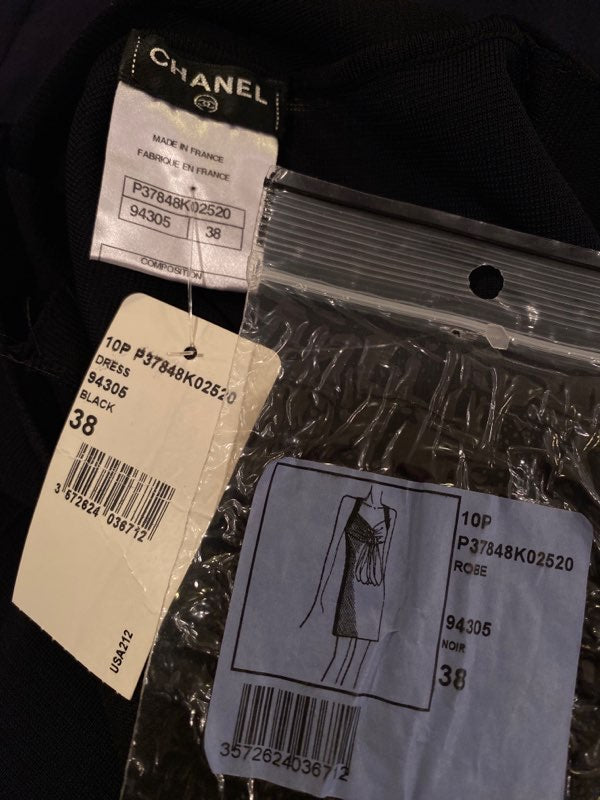 CHANEL
MADE IN FRANCE
FABRIQUE EN FRANCE
P37848K02520
94305 38
COMPOSITION
10P P37848K02520
DRESS
94305
BLACK
38
3 572624 036712
USA212
10P
P37848K02520
ROBE
94305
NOIR
38
3572624036712